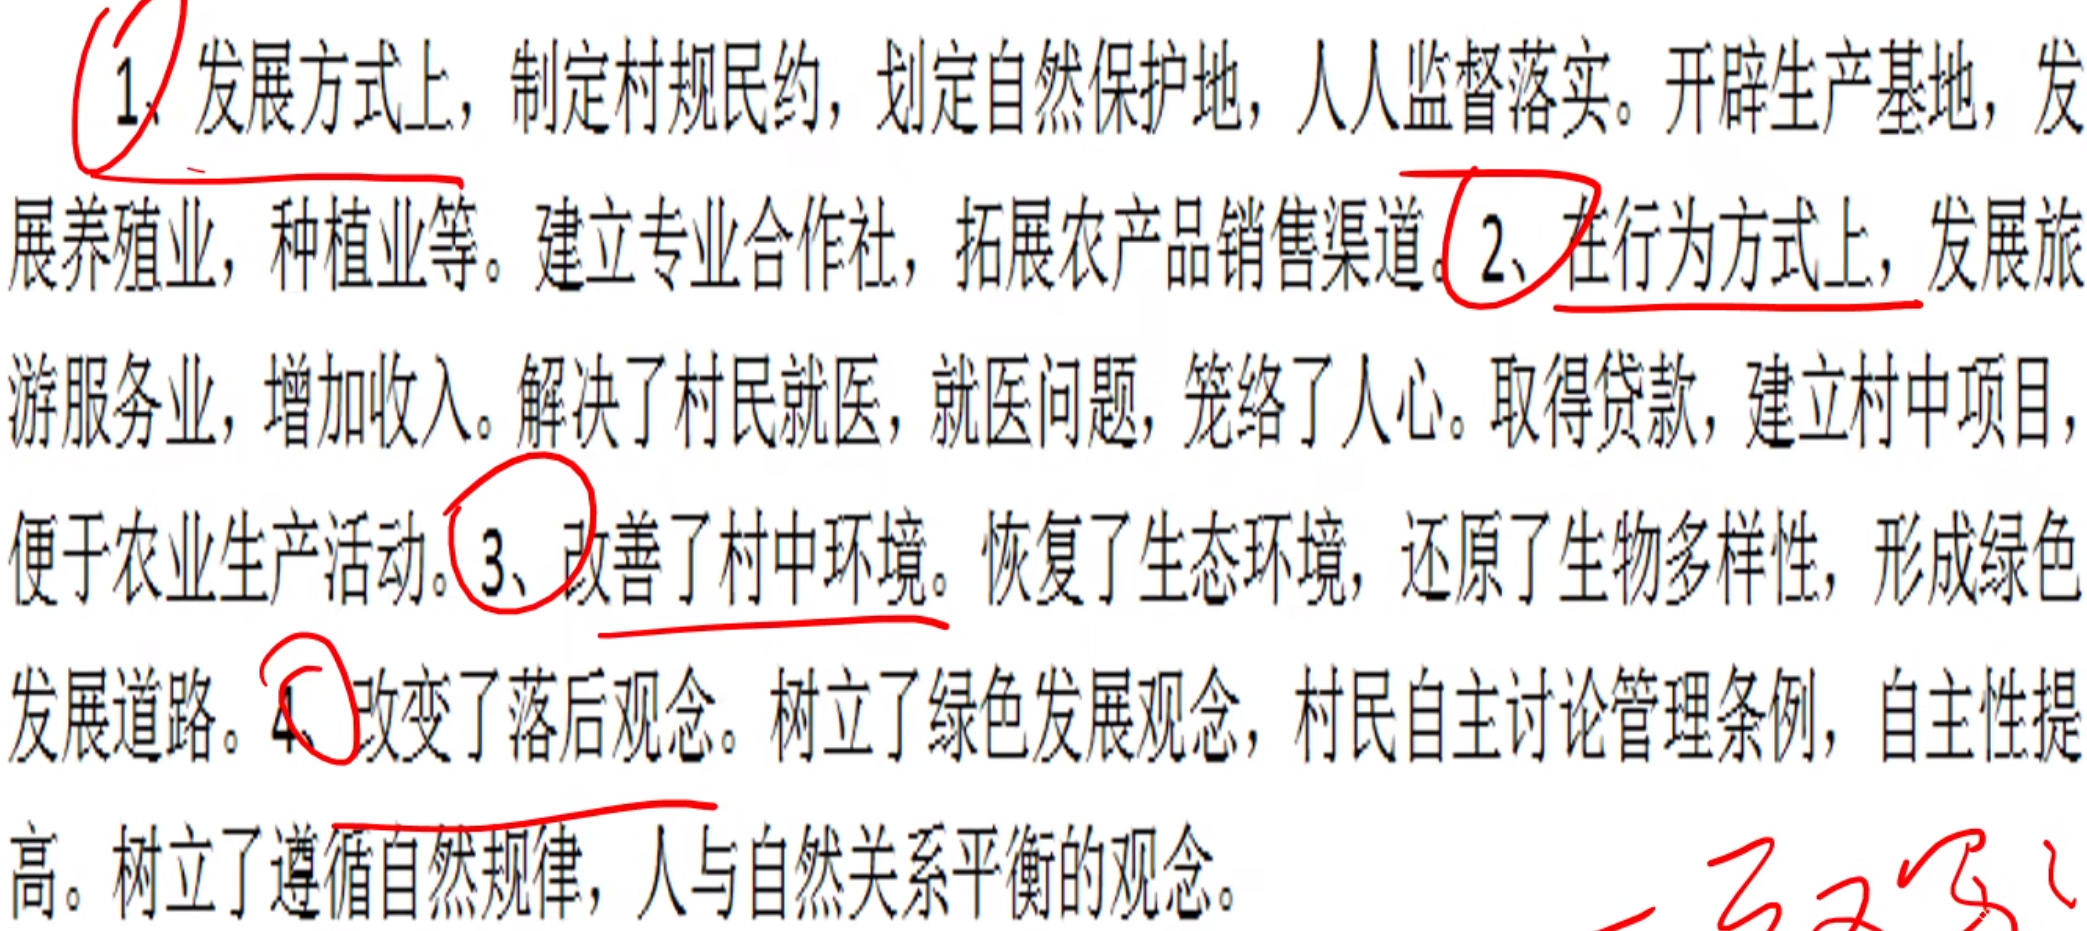 1、发展方式上，制定村规民约，划定自然保护地，人人监督落实。开辟生产基地，发
展养殖业，种植业等。建立专业合作社，拓展农产品销售渠道。2、在行为方式上，发展旅
游服务业，增加收入。解决了村民就医，就医问题，笼络了人心。取得贷款，建立村中项目，
便于农业生产活动。3、改善了村中环境。恢复了生态环境，还原了生物多样性，形成绿色
发展道路。4、改变了落后观念。树立了绿色发展观念，村民自主讨论管理条例，自主性提
高。树立了遵循自然规律，人与自然关系平衡的观念。